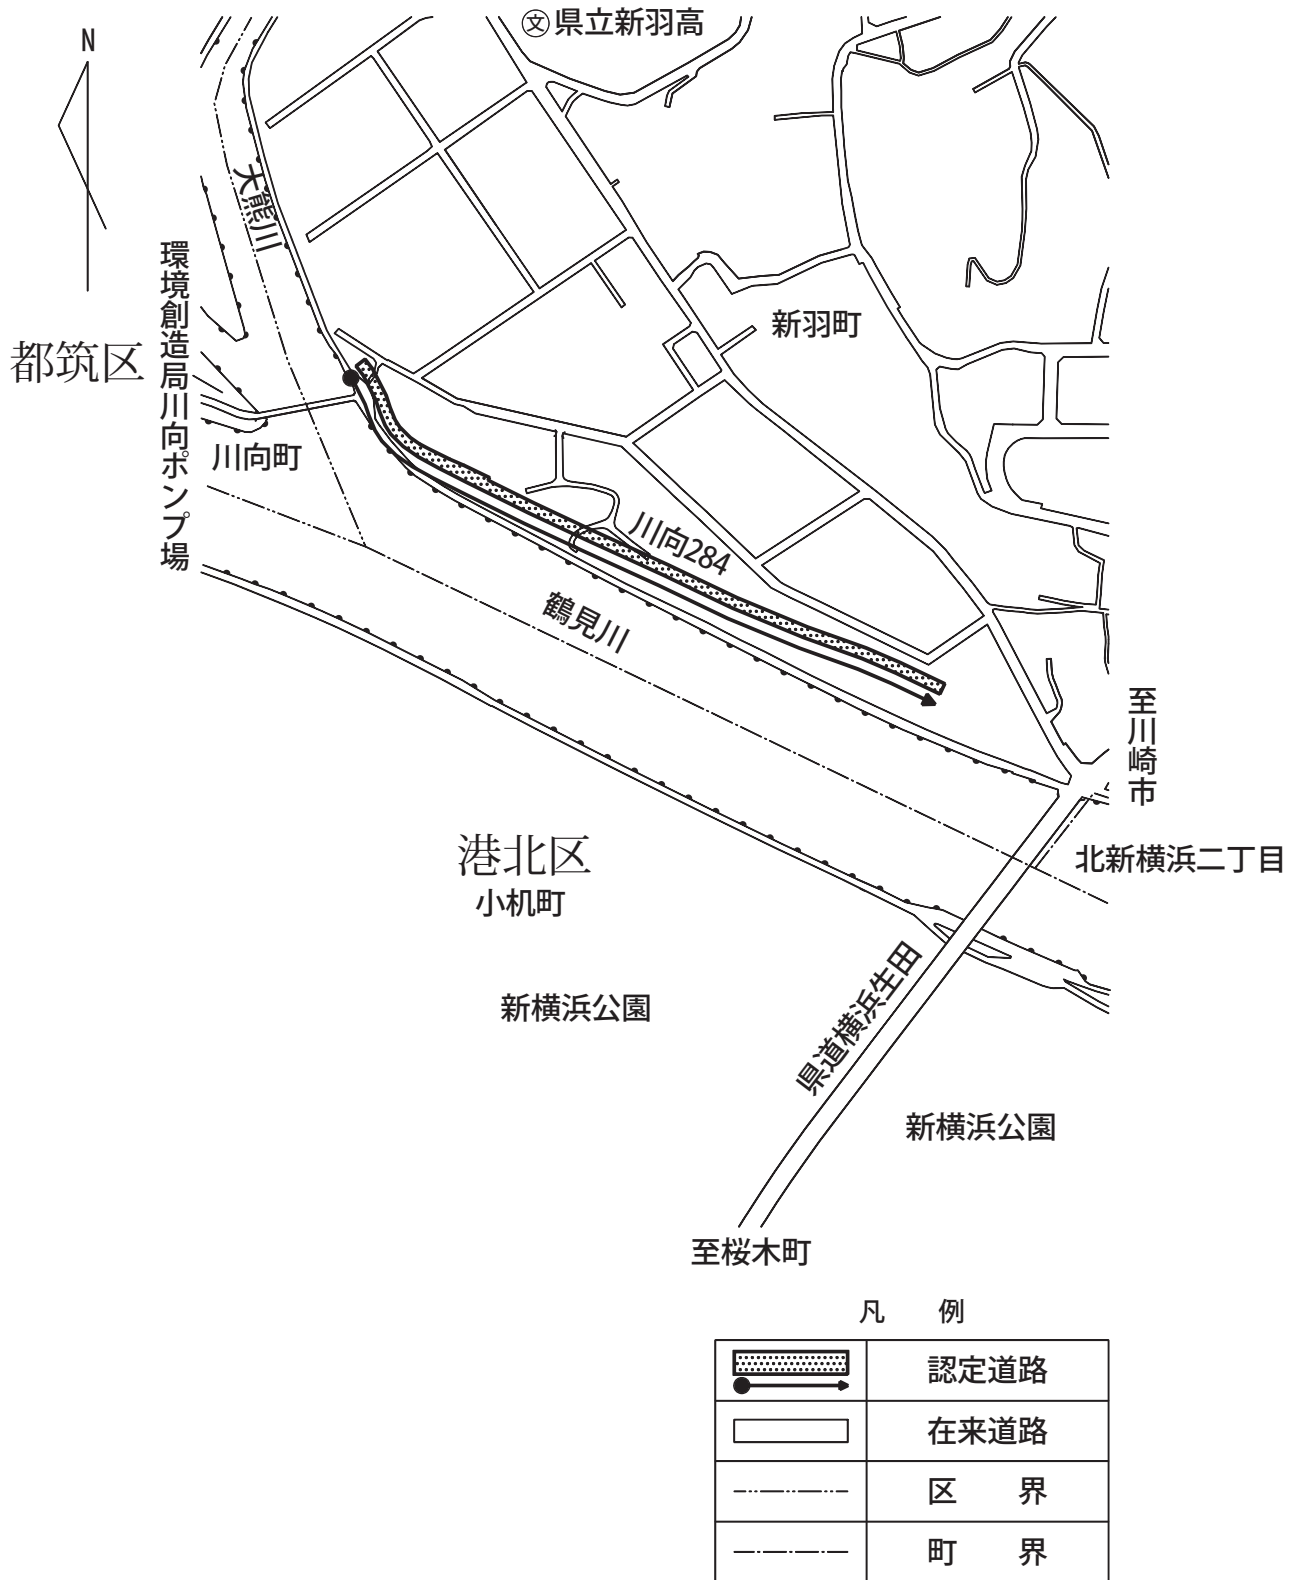 文県立新羽高
N
大熊川
環境創造局川向ポンプ場
新羽町
都筑区
川向町
川向284
鶴見川
至川崎市
港北区
小机町
北新横浜二丁目
県道横浜生田
新横浜公園
新横浜公園
至桜木町
凡 例
認定道路
在来道路
区 界
町 界